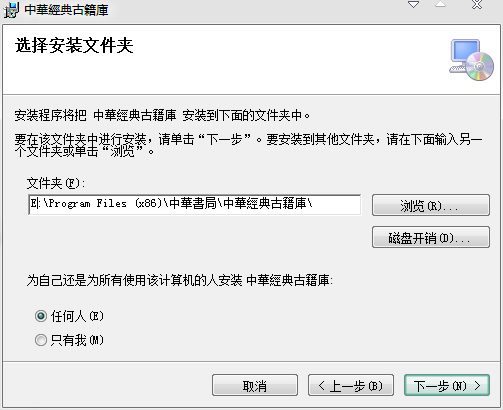 中華經典古籍庫
选择安装文件夹
安装程序将把 中華經典古籍庫 安装到下面的文件夹中。
要在该文件夹中进行安装，请单击“下一步”。要安装到其他文件夹，请在下面输入另一
个文件夹或单击“浏览”。
文件夹(F):
E:\Program Files (x86)\中華書局\中華經典古籍庫\
浏览(R)...
磁盘开销(D)...
为自己还是为所有使用该计算机的人安装 中華經典古籍庫:
任何人(E)
只有我(M)
取消
< 上一步(B)
下一步(N) >